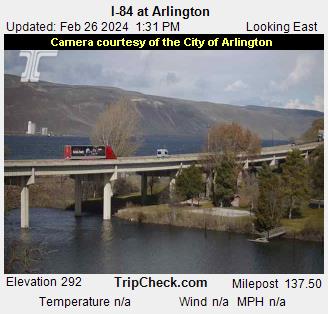 I-84 at Arlington
Updated: Feb 26 2024 1:31 PM Looking East
Camera courtesy of the City of Arlington
Elevation 292 TripCheck.com Milepost 137.50
Temperature n/a Wind n/a MPH n/a